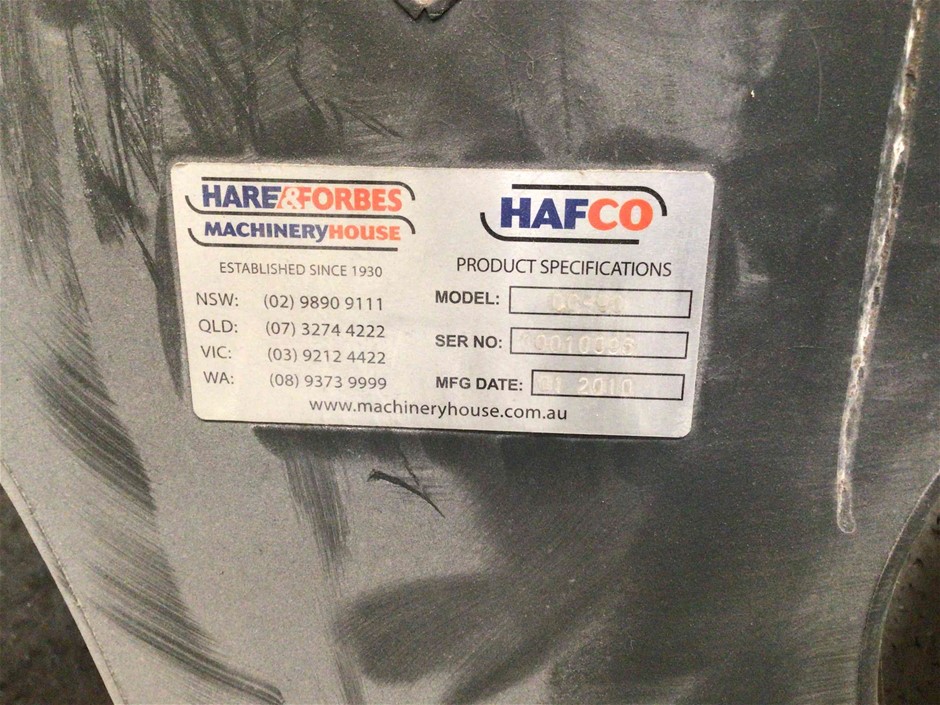 HARE&FORBES
MACHINERYHOUSE
ESTABLISHED SINCE 1930
NSW: (02) 9890 9111
QLD: (07) 3274 4222
VIC: (03) 9212 4422
WA: (08) 9373 9999
HAFCO
PRODUCT SPECIFICATIONS
MODEL:
SER NO:
MFG DATE: 2010
www.machineryhouse.com.au